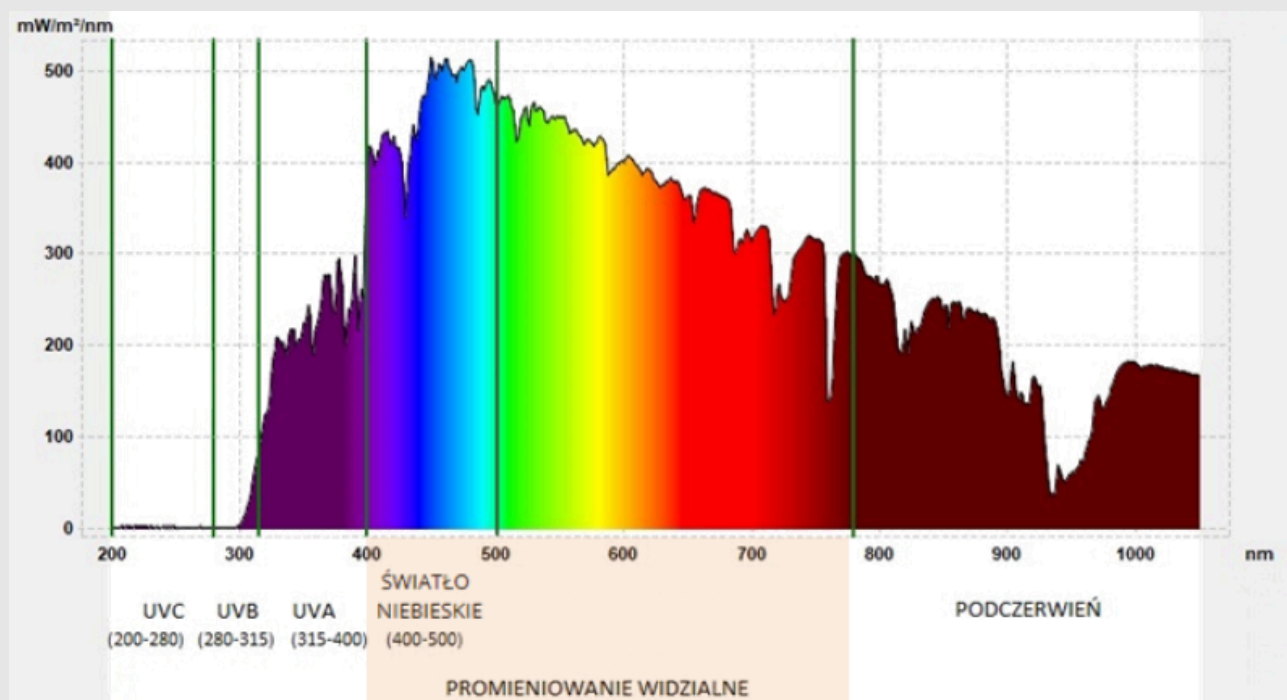 mW/m²/nm
500
400
300
200
100
0
200 300 400 500 600 700 800 900 1000 nm
ŚWIATŁO
UVC UVB UVA NIEBIESKIE PODCZERWIEŃ
(200-280) (280-315) (315-400) (400-500)
PROMIENIOWANIE WIDZIALNE